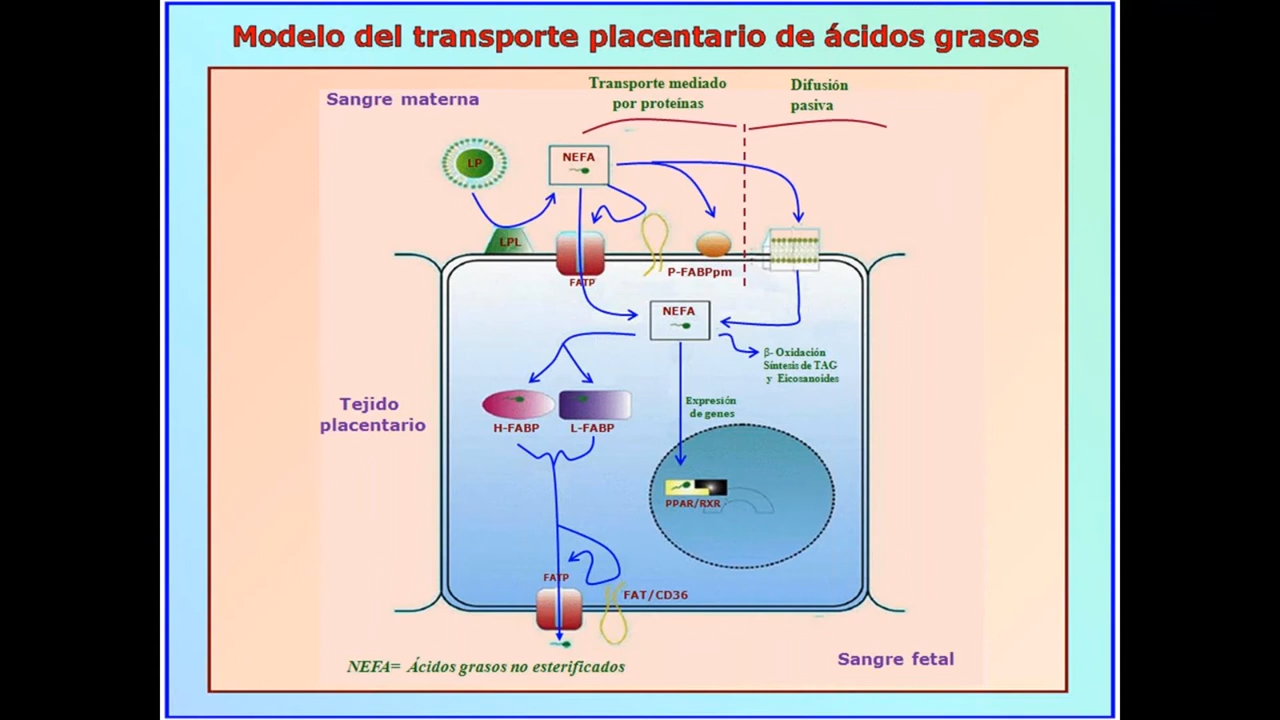 Modelo del transporte placentario de ácidos grasos
Sangre materna
Transporte mediado
por proteínas
Difusión
pasiva
LP
NEFA
LPL
FATP
P-FABPpm
NEFA
β- Oxidación
Síntesis de TAG
y Eicosanoides
Tejido
placentario
Expresión
de genes
H-FABP
L-FABP
PPAR/RXR
FATP
FAT/CD36
Sangre fetal
NEFA= Ácidos grasos no esterificados